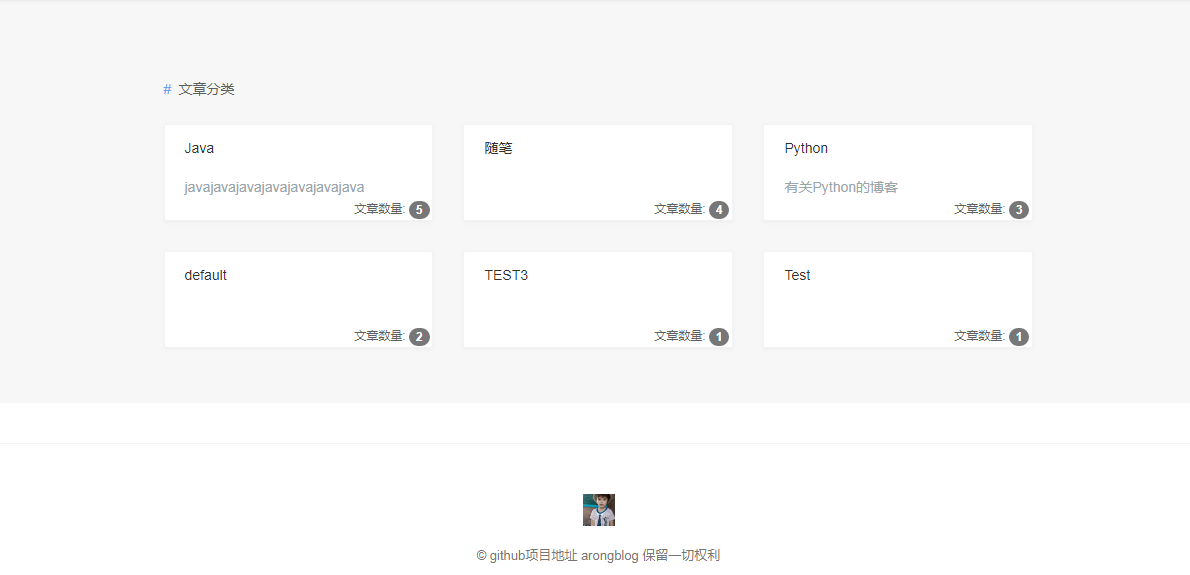 # 文章分类
Java
javajavajavajavajavajavajava
文章数量: 5
随笔
文章数量: 4
Python
有关Python的博客
文章数量: 3
default
文章数量: 2
TEST3
文章数量: 1
Test
文章数量: 1
© github项目地址 arongblog 保留一切权利